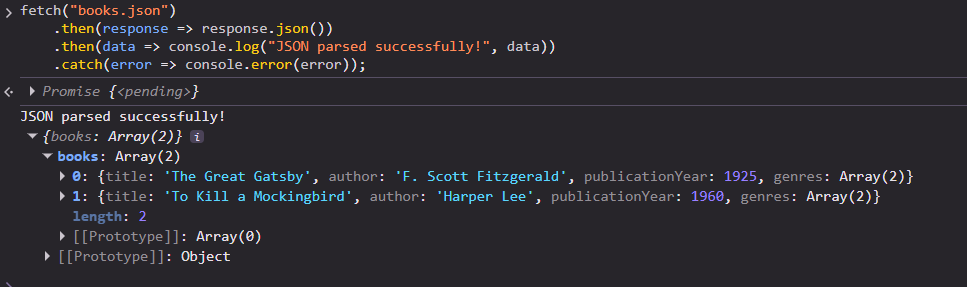 fetch("books.json")
.then(response => response.json())
.then(data => console.log("JSON parsed successfully!", data))
.catch(error => console.error(error));
Promise {<pending>}
JSON parsed successfully!
{books: Array(2)} i
books: Array(2)
0: {title: 'The Great Gatsby', author: 'F. Scott Fitzgerald', publicationYear: 1925, genres: Array(2)}
1: {title: 'To Kill a Mockingbird', author: 'Harper Lee', publicationYear: 1960, genres: Array(2)}
length: 2
[[Prototype]]: Array(0)
[[Prototype]]: Object